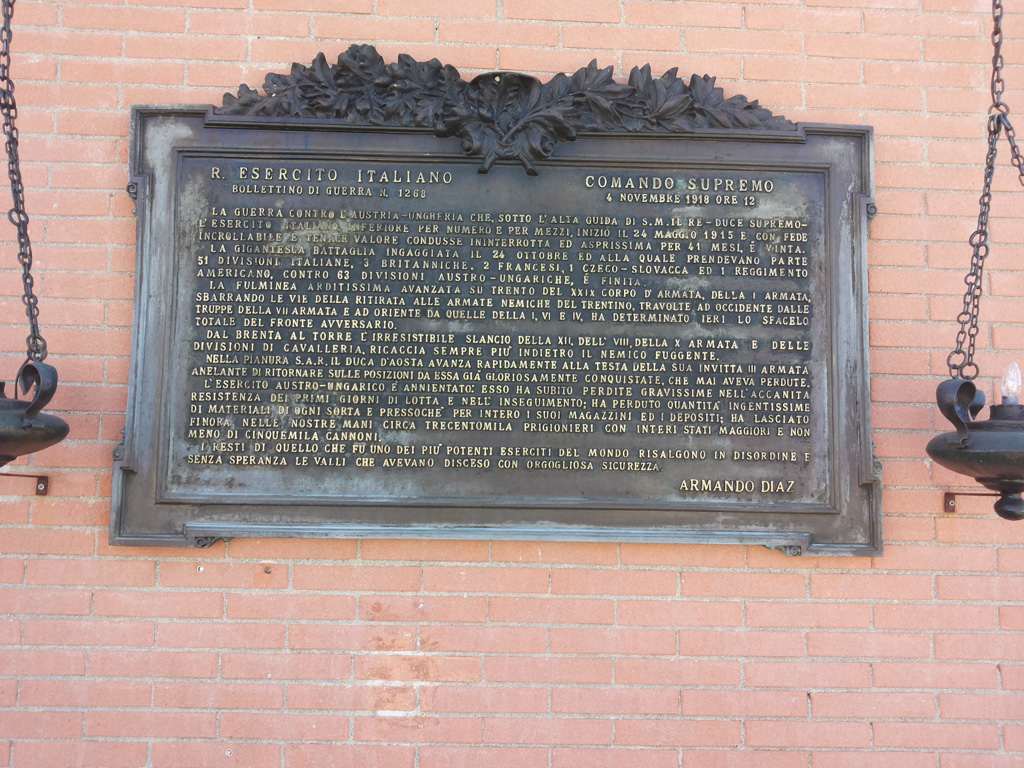 R. ESERCITO ITALIANO
BOLLETTINO DI GUERRA N. 1268
COMANDO SUPREMO
4 NOVEMBRE 1918 ORE 12
LA GUERRA CONTRO L'AUSTRIA-UNGHERIA CHE, SOTTO L'ALTA GUIDA DI S.M. IL RE-DUCE SUPREMO-
L'ESERCITO ITALIANO INFERIORE PER NUMERO E PER MEZZI, INIZIÒ IL 24 MAGGIO 1915 E CON FEDE
INCROLLABILE E TENACE VALORE CONDUSSE ININTERROTTA ED ASPRISSIMA PER 41 MESI, È VINTA.
LA GIGANTESCA BATTAGLIA INGAGGIATA IL 24 OTTOBRE ED ALLA QUALE PRENDEVANO PARTE
51 DIVISIONI ITALIANE, 3 BRITANNICHE, 2 FRANCESI, 1 CZECO-SLOVACCA ED 1 REGGIMENTO
AMERICANO, CONTRO 63 DIVISIONI AUSTRO-UNGARICHE, È FINITA.
LA FULMINEA ARDITISSIMA AVANZATA SU TRENTO DEL XXIX CORPO D'ARMATA, DELLA I ARMATA,
SBARRANDO LE VIE DELLA RITIRATA ALLE ARMATE NEMICHE DEL TRENTINO, TRAVOLTE AD OCCIDENTE DALLE
TRUPPE DELLA VII ARMATA E AD ORIENTE DA QUELLE DELLA I, VI E IV, HA DETERMINATO IERI LO SFACELO
TOTALE DEL FRONTE AVVERSARIO.
DAL BRENTA AL TORRE L'IRRESISTIBILE SLANCIO DELLA XII, DELL'VIII, DELLA X ARMATA E DELLE
DIVISIONI DI CAVALLERIA, RICACCIA SEMPRE PIU' INDIETRO IL NEMICO FUGGENTE.
NELLA PIANURA S.A.R. IL DUCA D'AOSTA AVANZA RAPIDAMENTE ALLA TESTA DELLA SUA INVITTA III ARMATA
ANELANTE DI RITORNARE SULLE POSIZIONI DA ESSA GIÀ GLORIOSAMENTE CONQUISTATE, CHE MAI AVEVA PERDUTE.
L'ESERCITO AUSTRO-UNGARICO È ANNIENTATO: ESSO HA SUBITO PERDITE GRAVISSIME NELL'ACCANITA
RESISTENZA DEI PRIMI GIORNI DI LOTTA E NELL'INSEGUIMENTO; HA PERDUTO QUANTITA' INGENTISSIME
DI MATERIALI DI OGNI SORTA E PRESSOCHE' PER INTERO I SUOI MAGAZZINI ED I DEPOSITI; HA LASCIATO
FINORA NELLE NOSTRE MANI CIRCA TRECENTOMILA PRIGIONIERI CON INTERI STATI MAGGIORI E NON
MENO DI CINQUEMILA CANNONI.
I RESTI DI QUELLO CHE FU UNO DEI PIU' POTENTI ESERCITI DEL MONDO RISALGONO IN DISORDINE E
SENZA SPERANZA LE VALLI CHE AVEVANO DISCESO CON ORGOGLIOSA SICUREZZA.
ARMANDO DIAZ